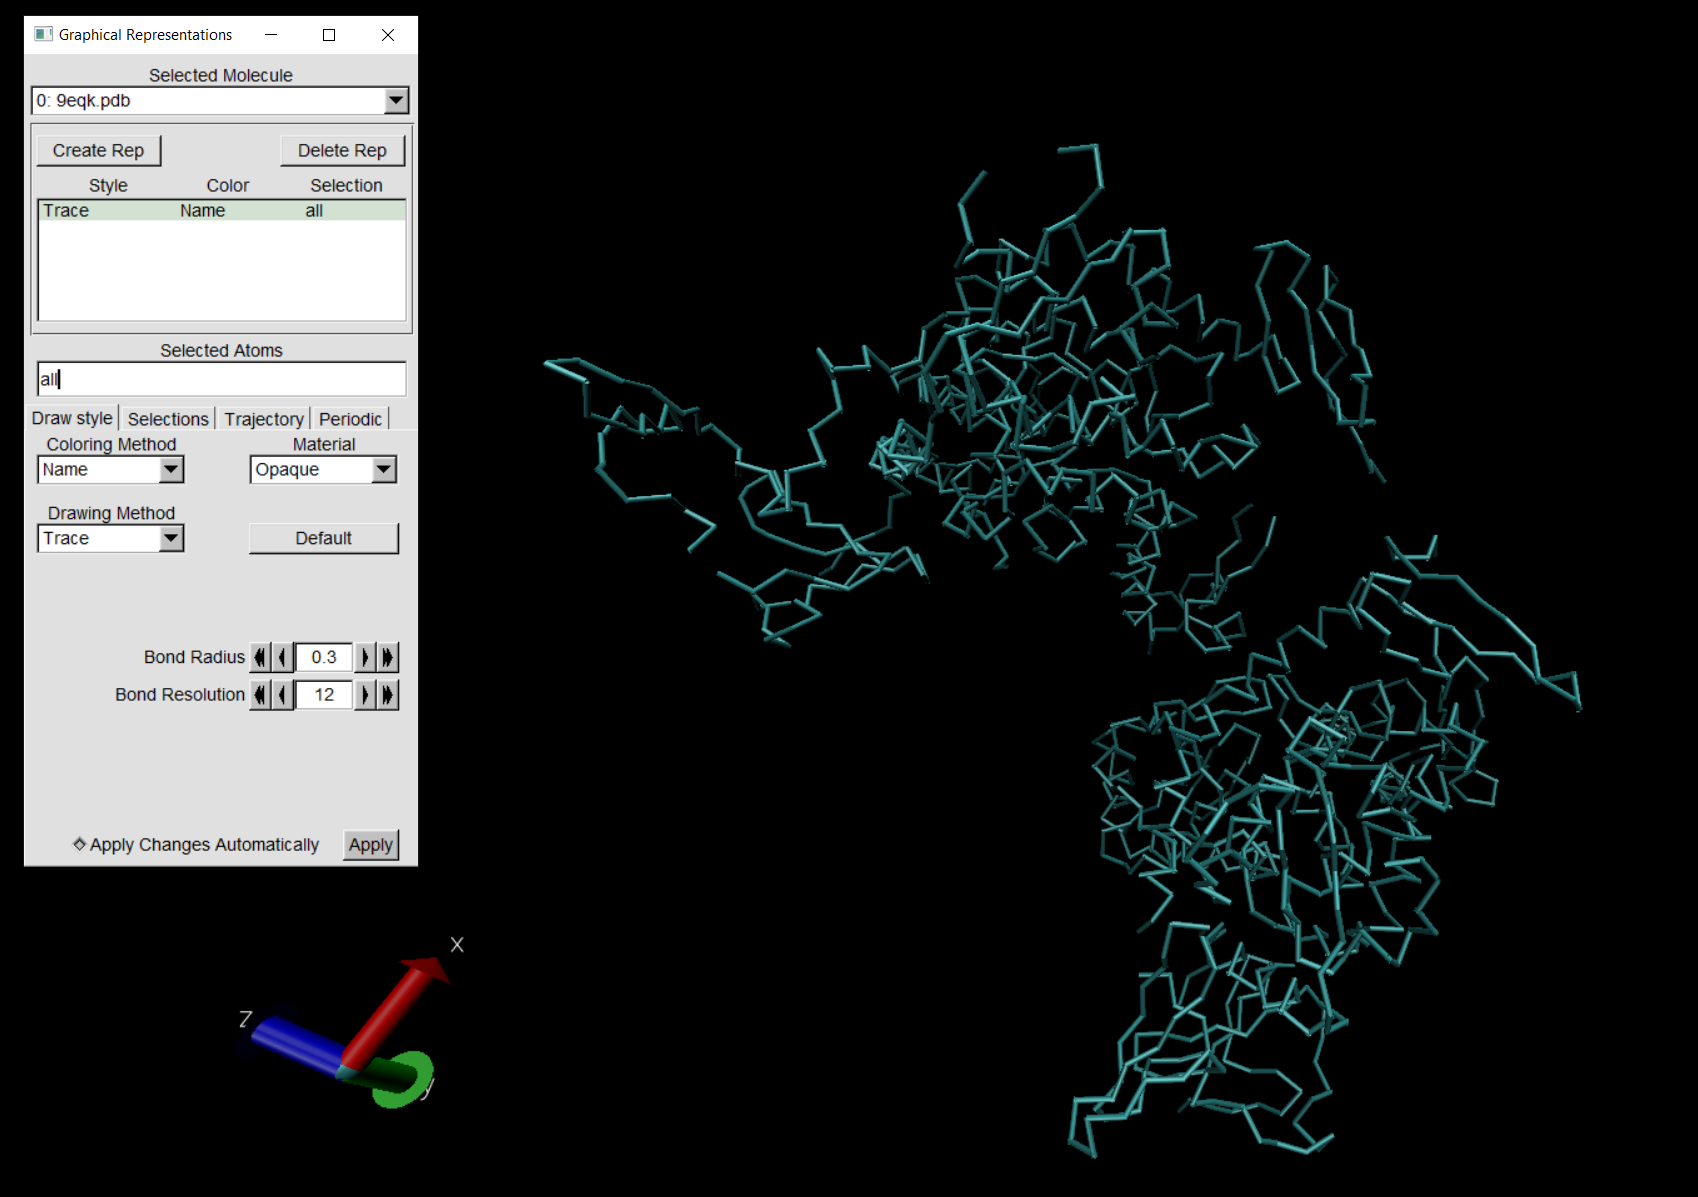 Graphical Representations
Selected Molecule
0: 9eqk.pdb
Create Rep Delete Rep
Style Color Selection
Trace Name all
Selected Atoms
all
Draw style Selections Trajectory Periodic
Coloring Method Material
Name Opaque
Drawing Method
Trace Default
Bond Radius 0.3
Bond Resolution 12
Apply Changes Automatically Apply
X
Z
y